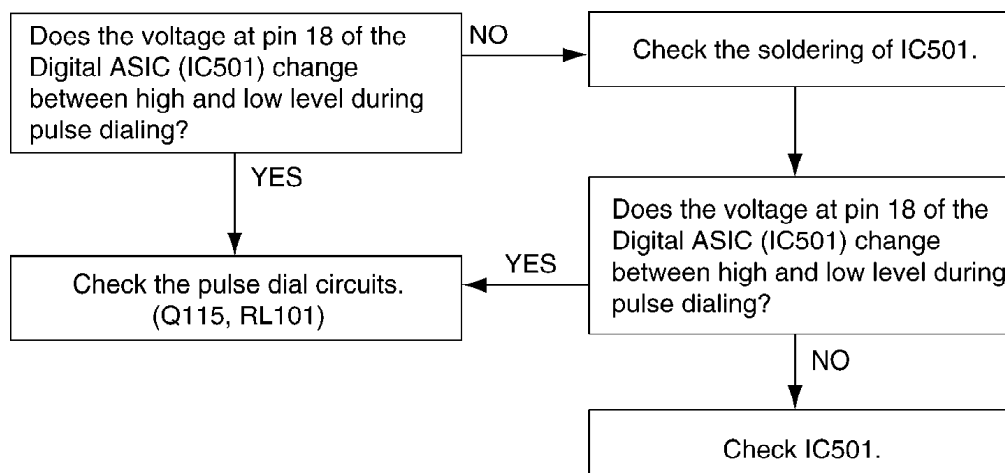 Does the voltage at pin 18 of the
Digital ASIC (IC501) change
between high and low level during
pulse dialing?
NO
Check the soldering of IC501.
YES
Does the voltage at pin 18 of the
Digital ASIC (IC501) change
between high and low level during
pulse dialing?
YES
Check the pulse dial circuits.
(Q115, RL101)
NO
Check IC501.